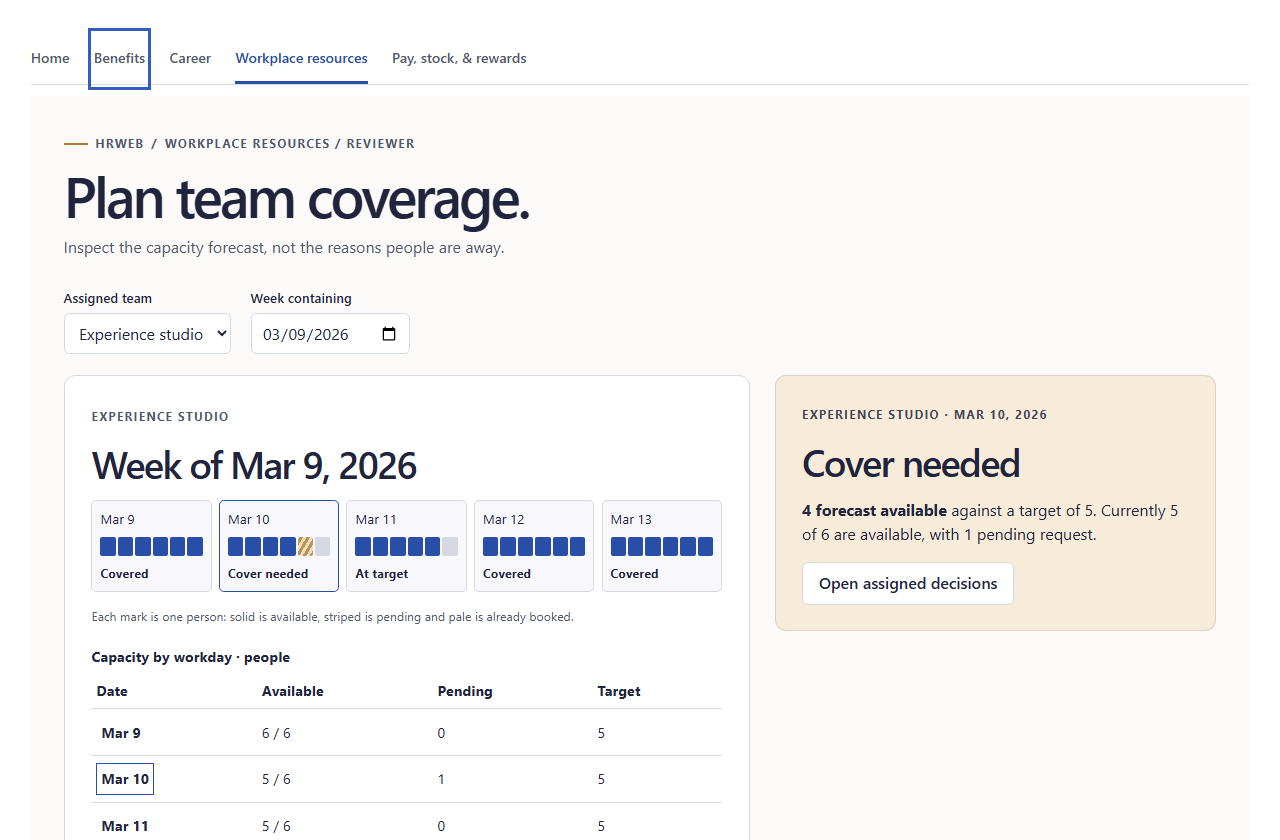 Home Benefits Career Workplace resources Pay, stock, & rewards
HRWEB / WORKPLACE RESOURCES / REVIEWER
Plan team coverage.
Inspect the capacity forecast, not the reasons people are away.
Assigned team Week containing
Experience studio 03/09/2026
EXPERIENCE STUDIO
Week of Mar 9, 2026
Mar 9 Mar 10 Mar 11 Mar 12 Mar 13
Covered Cover needed At target Covered Covered
Each mark is one person: solid is available, striped is pending and pale is already booked.
Capacity by workday · people
Date Available Pending Target
Mar 9 6 / 6 0 5
Mar 10 5 / 6 1 5
Mar 11 5 / 6 0 5
EXPERIENCE STUDIO · MAR 10, 2026
Cover needed
4 forecast available against a target of 5. Currently 5
of 6 are available, with 1 pending request.
Open assigned decisions